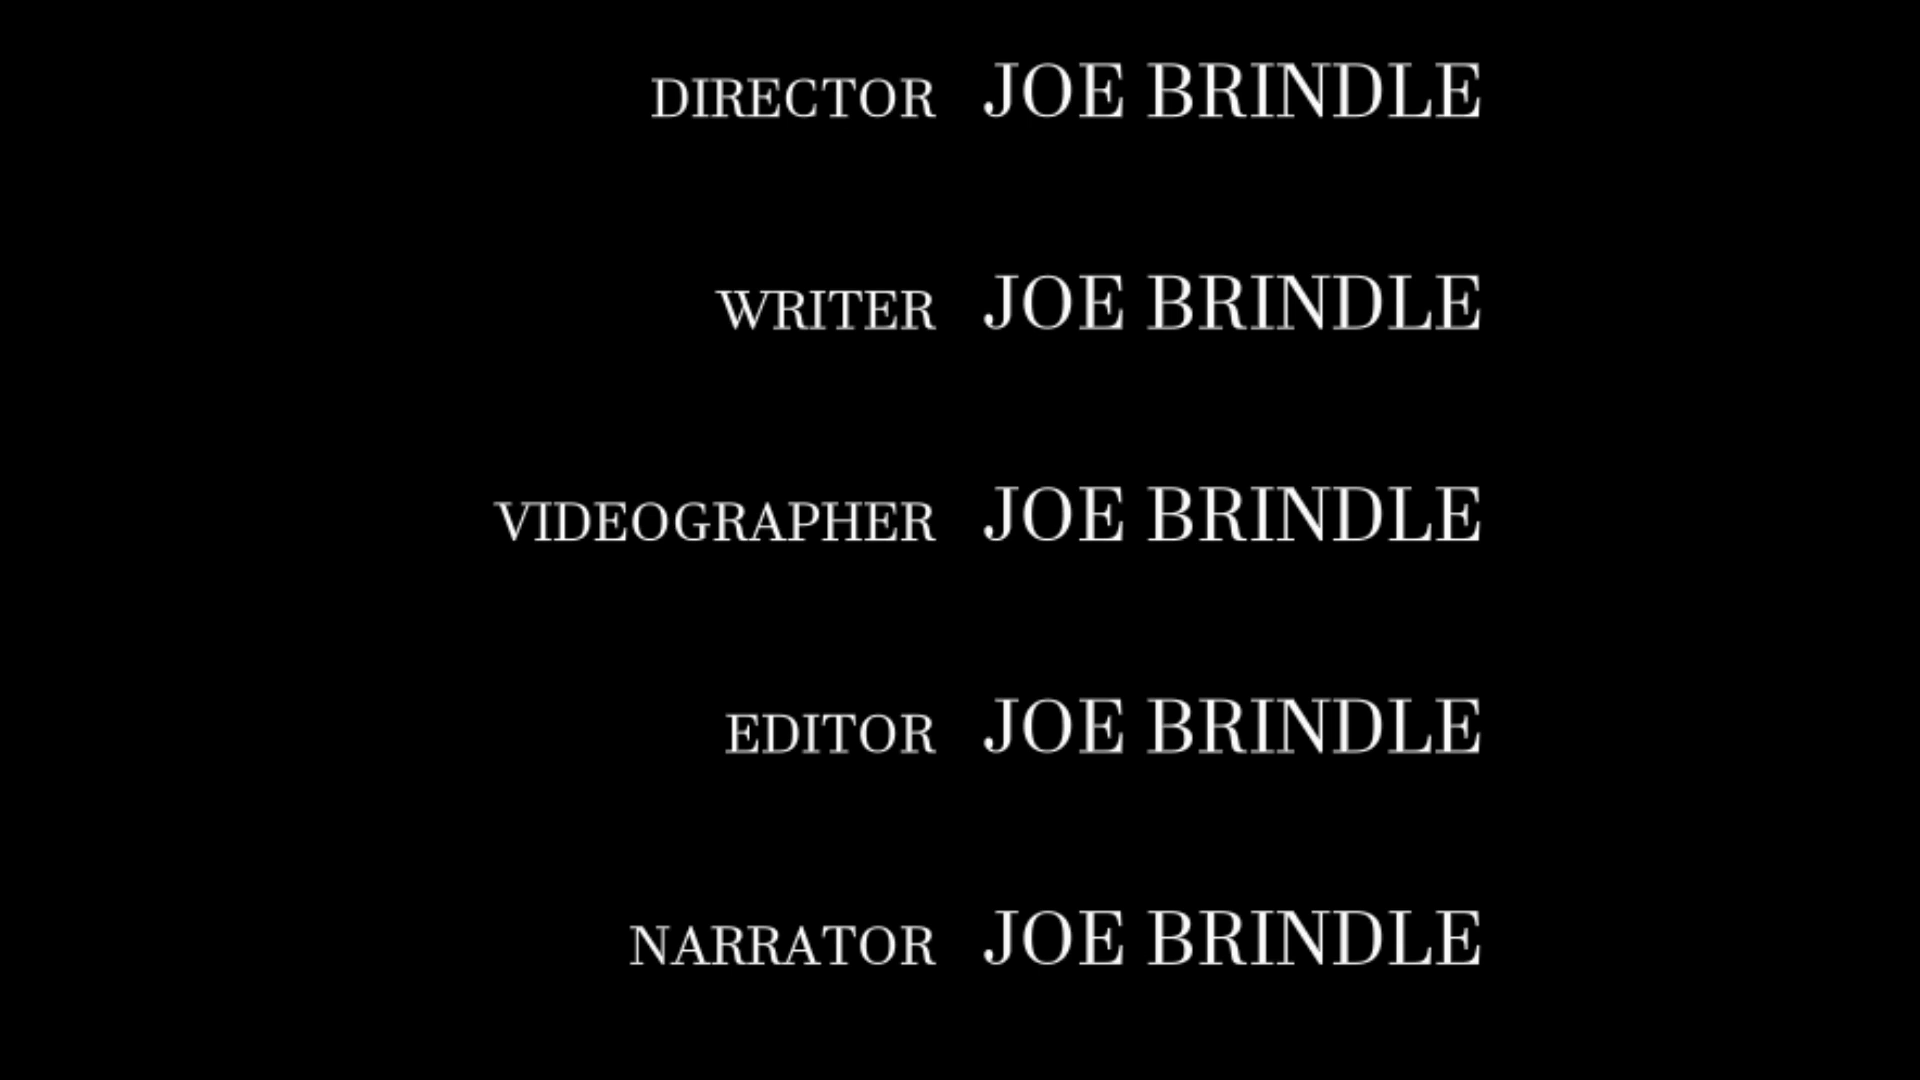 DIRECTOR JOE BRINDLE
WRITER JOE BRINDLE
VIDEOGRAPHER JOE BRINDLE
EDITOR JOE BRINDLE
NARRATOR JOE BRINDLE